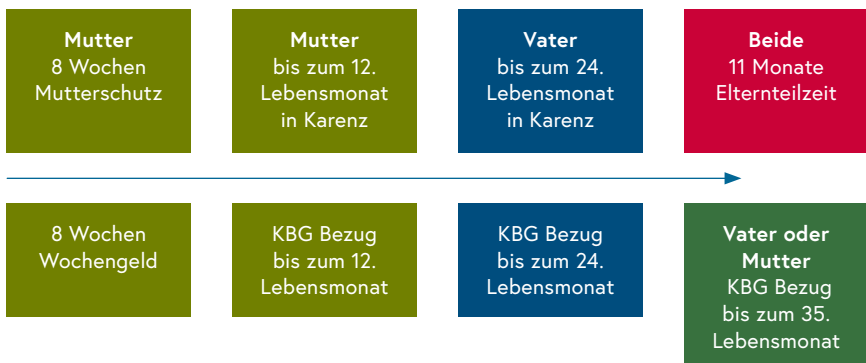 Mutter
8 Wochen
Mutterschutz
Mutter
bis zum 12.
Lebensmonat
in Karenz
Vater
bis zum 24.
Lebensmonat
in Karenz
Beide
11 Monate
Elternteilzeit
8 Wochen
Wochengeld
KBG Bezug
bis zum 12.
Lebensmonat
KBG Bezug
bis zum 24.
Lebensmonat
Vater oder
Mutter
KBG Bezug
bis zum 35.
Lebensmonat